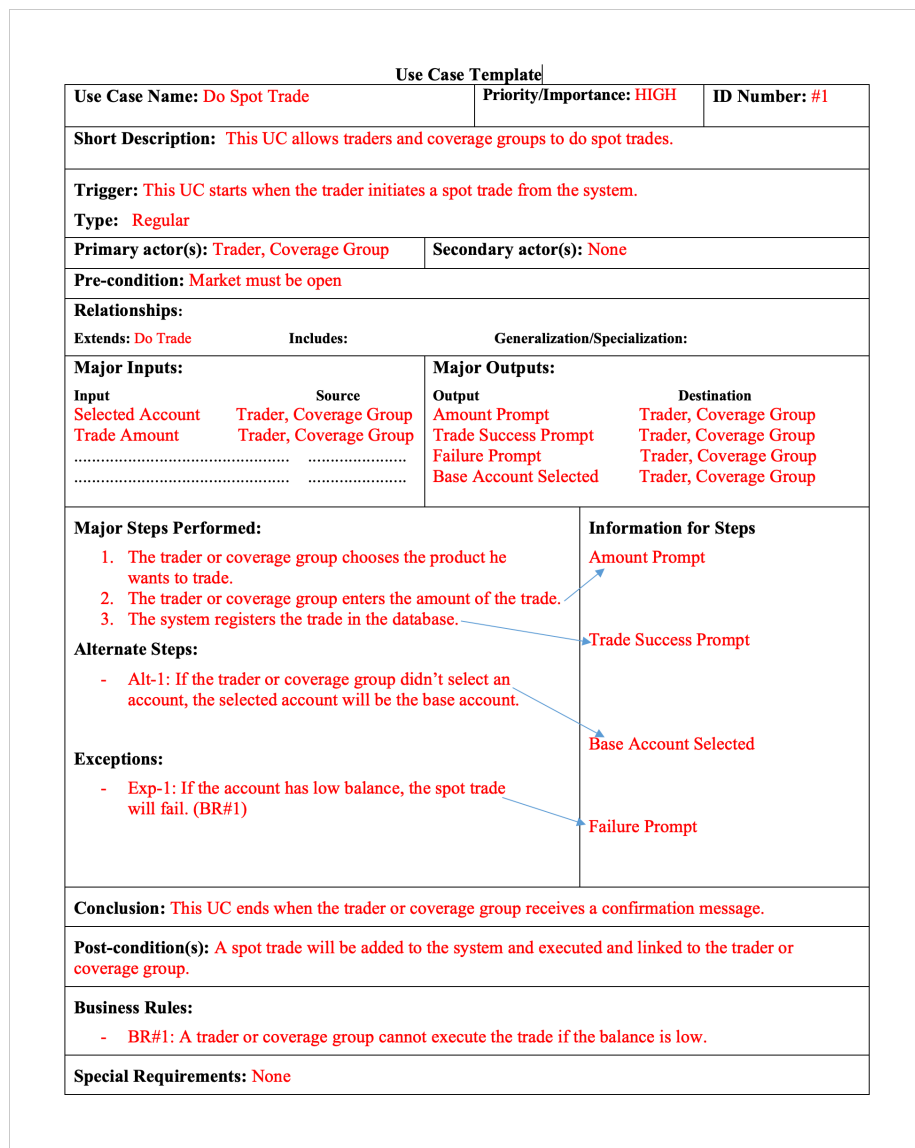 Use Case Template
Use Case Name: Do Spot Trade
Priority/Importance: HIGH
ID Number: #1
Short Description: This UC allows traders and coverage groups to do spot trades.
Trigger: This UC starts when the trader initiates a spot trade from the system.
Type: Regular
Primary actor(s): Trader, Coverage Group
Secondary actor(s): None
Pre-condition: Market must be open
Relationships:
Extends: Do Trade Includes: Generalization/Specialization:
Major Inputs:
Input Source
Selected Account Trader, Coverage Group
Trade Amount Trader, Coverage Group
............................................. .....................
............................................. .....................
Major Outputs:
Output Destination
Amount Prompt Trader, Coverage Group
Trade Success Prompt Trader, Coverage Group
Failure Prompt Trader, Coverage Group
Base Account Selected Trader, Coverage Group
Major Steps Performed:
1. The trader or coverage group chooses the product he
wants to trade.
2. The trader or coverage group enters the amount of the trade.
3. The system registers the trade in the database.
Alternate Steps:
- Alt-1: If the trader or coverage group didn’t select an
account, the selected account will be the base account.
Exceptions:
- Exp-1: If the account has low balance, the spot trade
will fail. (BR#1)
Information for Steps
Amount Prompt
Trade Success Prompt
Base Account Selected
Failure Prompt
Conclusion: This UC ends when the trader or coverage group receives a confirmation message.
Post-condition(s): A spot trade will be added to the system and executed and linked to the trader or
coverage group.
Business Rules:
- BR#1: A trader or coverage group cannot execute the trade if the balance is low.
Special Requirements: None